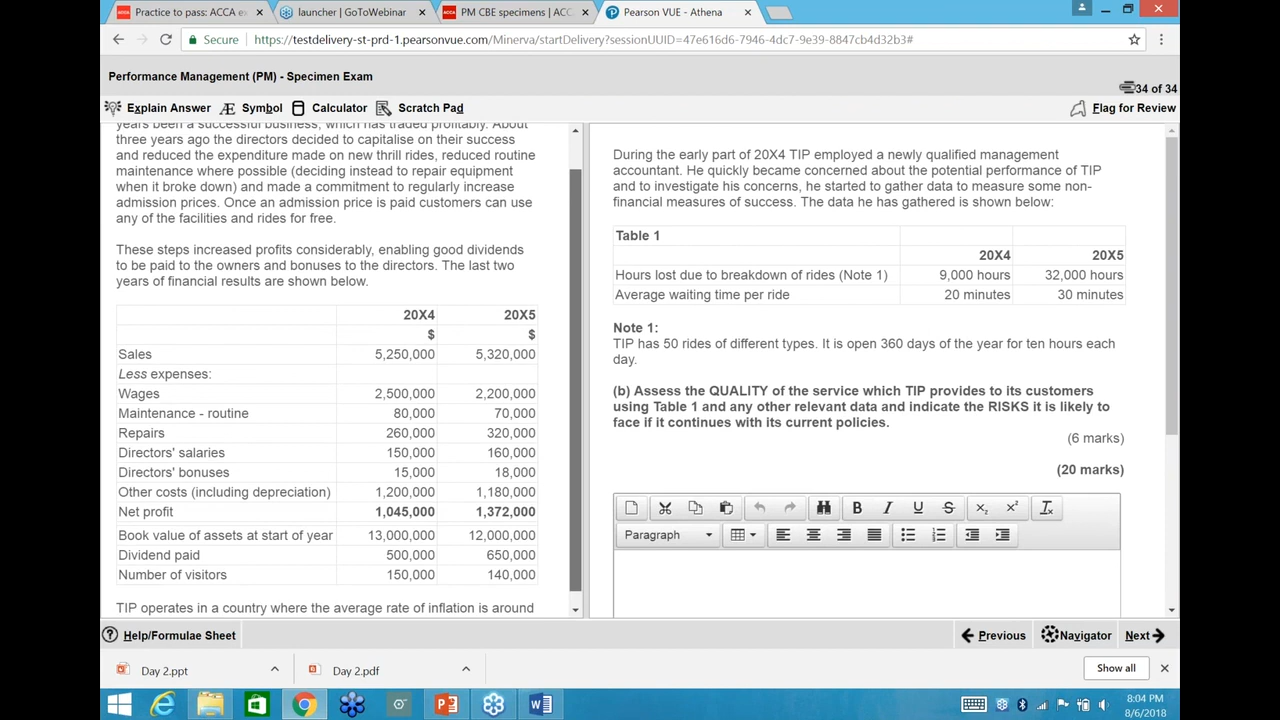 Practice to pass: ACCA ex
launcher | GoToWebinar
PM CBE specimens | ACC
Pearson VUE - Athena
Secure
https://testdelivery-st-prd-1.pearsonvue.com/Minerva/startDelivery?sessionUUID=47e616d6-7946-4dc7-9e39-8847cb4d32b3#
Performance Management (PM) - Specimen Exam
34 of 34
Explain Answer
Symbol
Calculator
Scratch Pad
Flag for Review
years been a successful business, which has traded profitably. About
three years ago the directors decided to capitalise on their success
and reduced the expenditure made on new thrill rides, reduced routine
maintenance where possible (deciding instead to repair equipment
when it broke down) and made a commitment to regularly increase
admission prices. Once an admission price is paid customers can use
any of the facilities and rides for free.
These steps increased profits considerably, enabling good dividends
to be paid to the owners and bonuses to the directors. The last two
years of financial results are shown below.
20X4 20X5
$ $
Sales 5,250,000 5,320,000
Less expenses:
Wages 2,500,000 2,200,000
Maintenance - routine 80,000 70,000
Repairs 260,000 320,000
Directors' salaries 150,000 160,000
Directors' bonuses 15,000 18,000
Other costs (including depreciation) 1,200,000 1,180,000
Net profit 1,045,000 1,372,000
Book value of assets at start of year 13,000,000 12,000,000
Dividend paid 500,000 650,000
Number of visitors 150,000 140,000
TIP operates in a country where the average rate of inflation is around
During the early part of 20X4 TIP employed a newly qualified management
accountant. He quickly became concerned about the potential performance of TIP
and to investigate his concerns, he started to gather data to measure some non-
financial measures of success. The data he has gathered is shown below:
Table 1
20X4 20X5
Hours lost due to breakdown of rides (Note 1) 9,000 hours 32,000 hours
Average waiting time per ride 20 minutes 30 minutes
Note 1:
TIP has 50 rides of different types. It is open 360 days of the year for ten hours each
day.
(b) Assess the QUALITY of the service which TIP provides to its customers
using Table 1 and any other relevant data and indicate the RISKS it is likely to
face if it continues with its current policies.
(6 marks)
(20 marks)
B I U S x₂ x² Tx
Paragraph
Help/Formulae Sheet
Previous
Navigator
Next
Day 2.ppt
Day 2.pdf
Show all
8:04 PM
8/6/2018